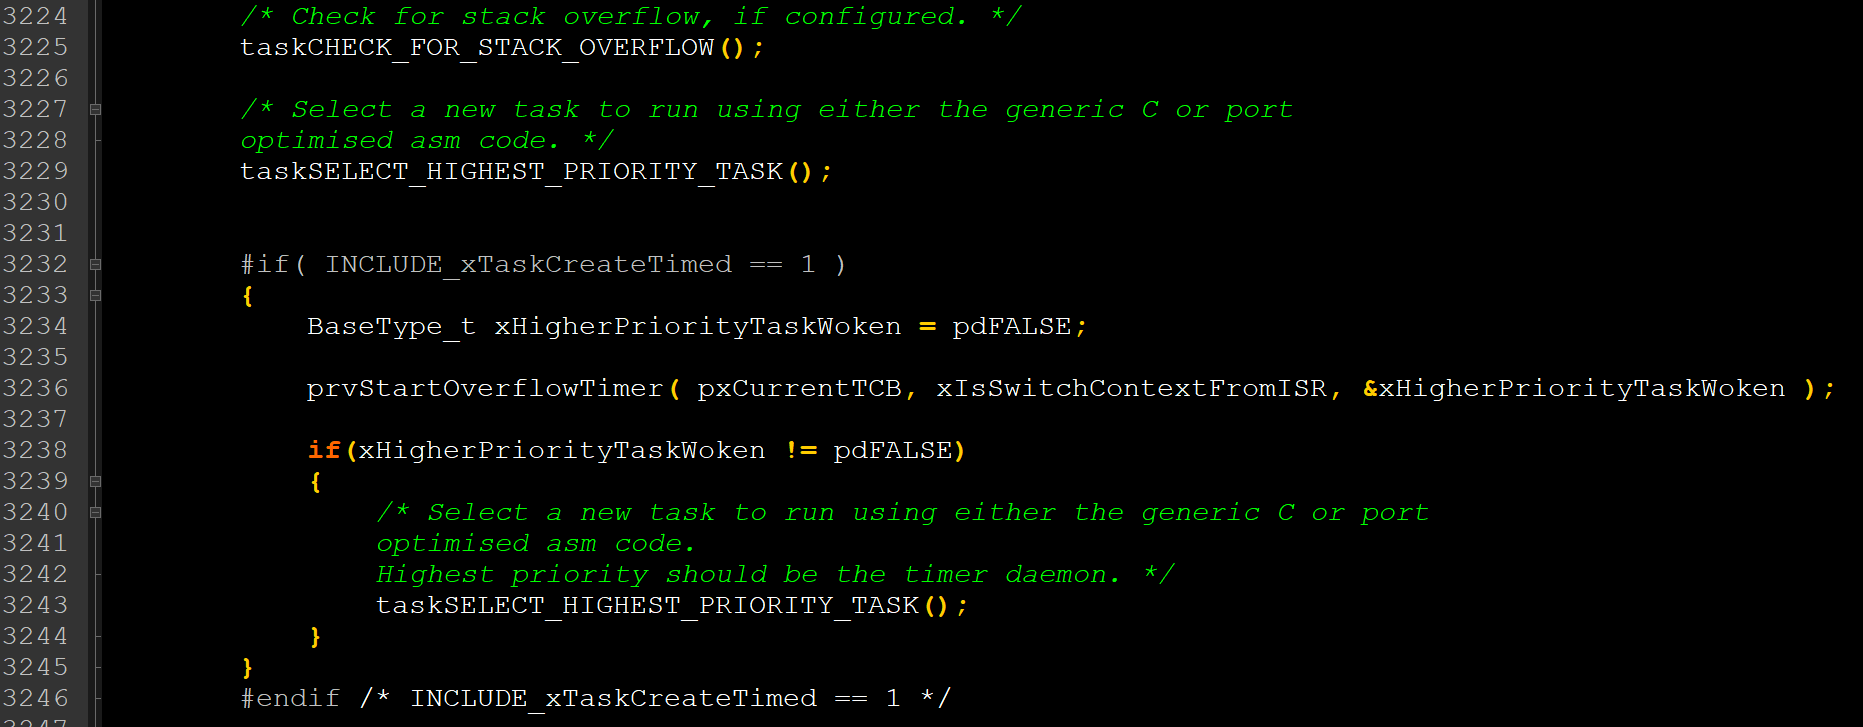 3224 /* Check for stack overflow, if configured. */
3225 taskCHECK_FOR_STACK_OVERFLOW();
3226
3227 /* Select a new task to run using either the generic C or port
3228 optimised asm code. */
3229 taskSELECT_HIGHEST_PRIORITY_TASK();
3230
3231
3232 #if( INCLUDE_xTaskCreateTimed == 1 )
3233 {
3234 BaseType_t xHigherPriorityTaskWoken = pdFALSE;
3235
3236 prvStartOverflowTimer( pxCurrentTCB, xIsSwitchContextFromISR, &xHigherPriorityTaskWoken );
3237
3238 if(xHigherPriorityTaskWoken != pdFALSE)
3239 {
3240 /* Select a new task to run using either the generic C or port
3241 optimised asm code.
3242 Highest priority should be the timer daemon. */
3243 taskSELECT_HIGHEST_PRIORITY_TASK();
3244 }
3245 }
3246 #endif /* INCLUDE_xTaskCreateTimed == 1 */
3247